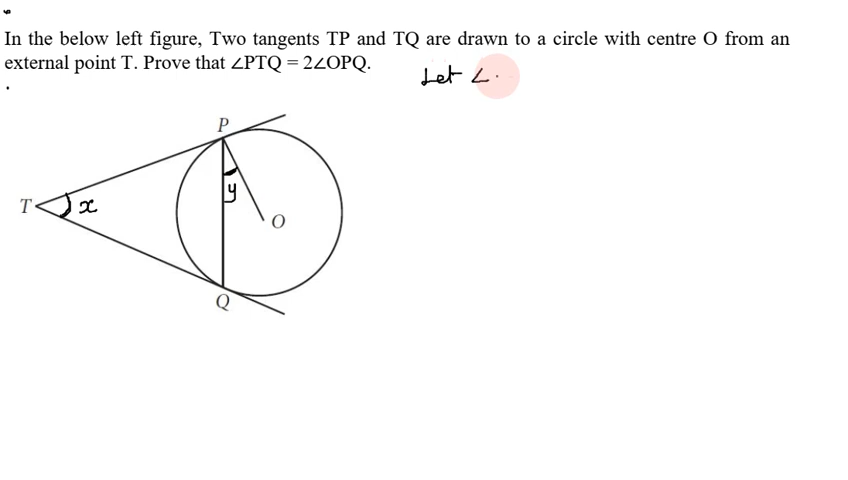 In the below left figure, Two tangents TP and TQ are drawn to a circle with centre O from an
external point T. Prove that ∠PTQ = 2∠OPQ.
Let ∠
P
T
x
y
O
Q